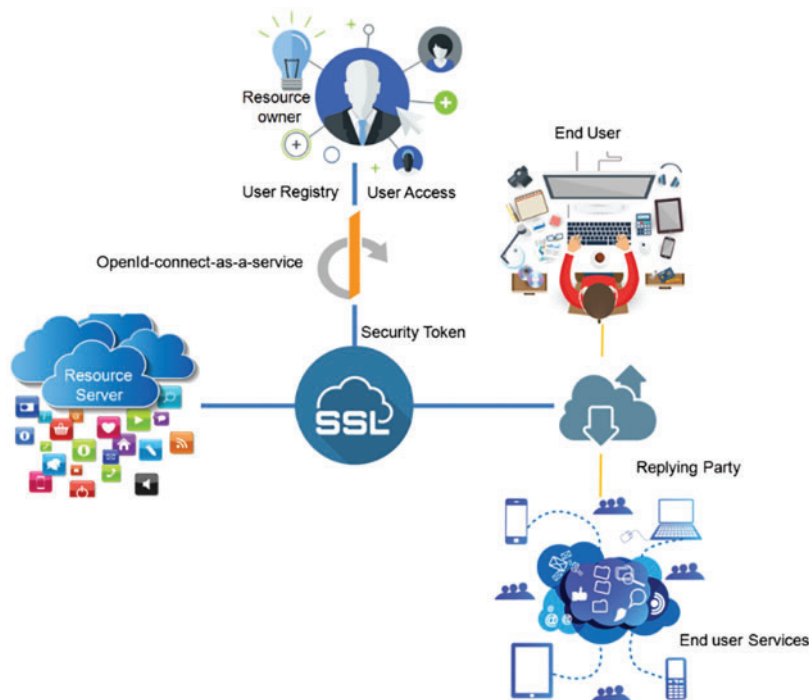 Resource
owner
End User
User Registry
User Access
OpenId-connect-as-a-service
Security Token
Resource
Server
SSL
Replying Party
End user Services